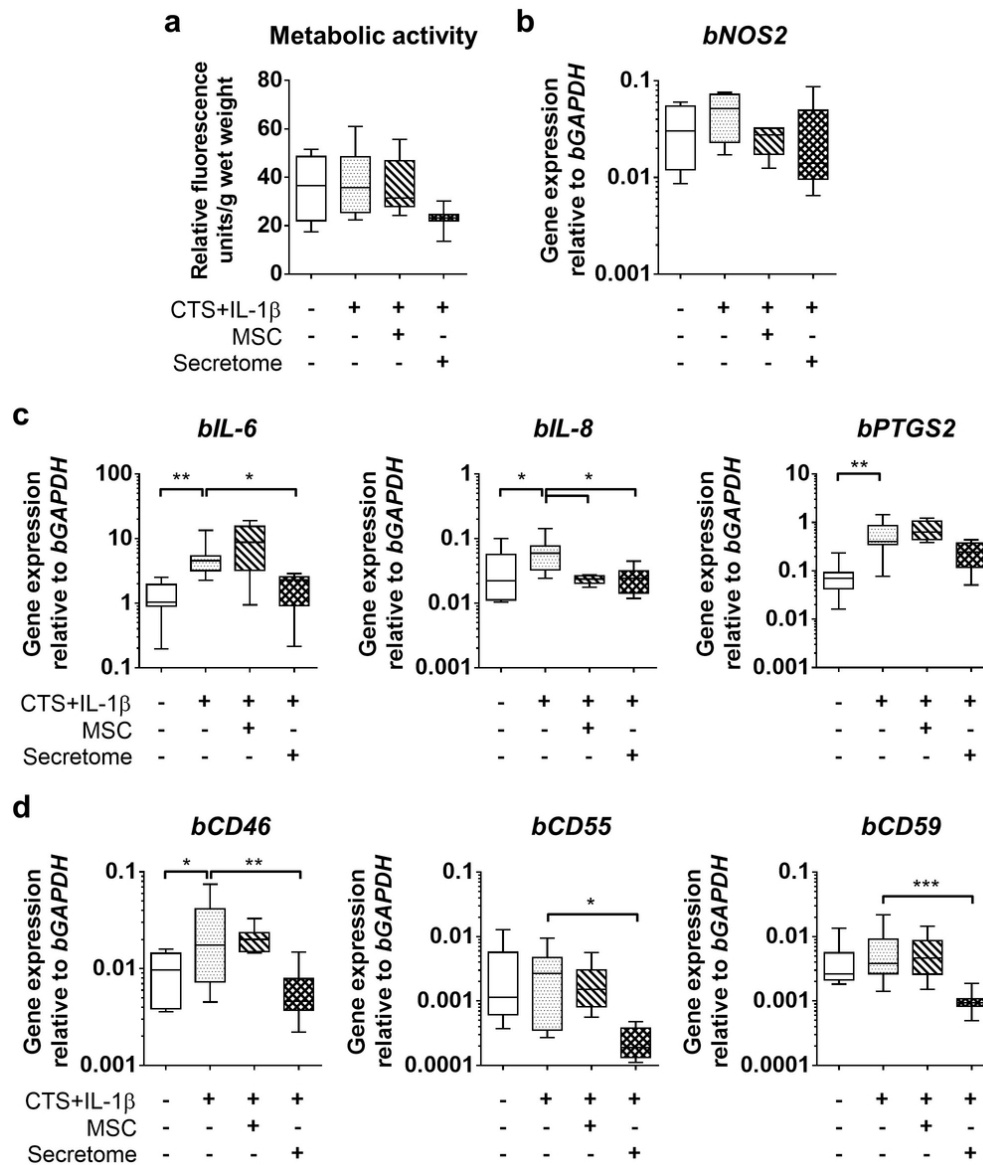 a
Metabolic activity
Relative fluorescence
units/g wet weight
80
60
40
20
0
CTS+IL-1β - + + +
MSC - - + -
Secretome - - - +
b
bNOS2
Gene expression
relative to bGAPDH
0.1
0.01
0.001
- + + +
- - + -
- - - +
c
bIL-6
Gene expression
relative to bGAPDH
100
10
1
0.1
** *
CTS+IL-1β - + + +
MSC - - + -
Secretome - - - +
bIL-8
Gene expression
relative to bGAPDH
1
0.1
0.01
0.001
* *
- + + +
- - + -
- - - +
bPTGS2
Gene expression
relative to bGAPDH
10
1
0.1
0.01
0.001
**
- + + +
- - + -
- - - +
d
bCD46
Gene expression
relative to bGAPDH
0.1
0.01
0.001
* **
CTS+IL-1β - + + +
MSC - - + -
Secretome - - - +
bCD55
Gene expression
relative to bGAPDH
0.1
0.01
0.001
0.0001
*
- + + +
- - + -
- - - +
bCD59
Gene expression
relative to bGAPDH
0.1
0.01
0.001
0.0001
***
- + + +
- - + -
- - - +